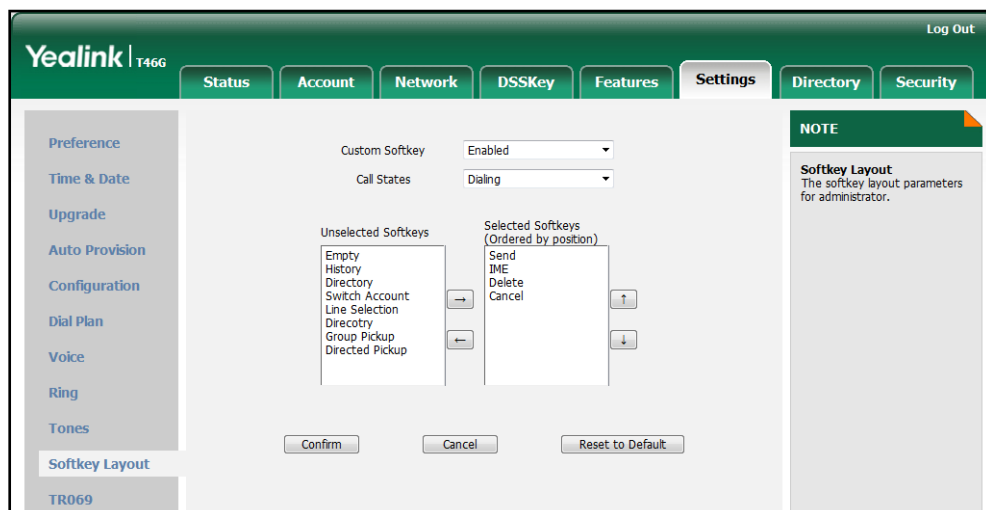 Log Out
Yealink | T46G
Status Account Network DSSKey Features Settings Directory Security
Preference
Time & Date
Upgrade
Auto Provision
Configuration
Dial Plan
Voice
Ring
Tones
Softkey Layout
TR069
Custom Softkey Enabled
Call States Dialing
Unselected Softkeys
Empty
History
Directory
Switch Account
Line Selection
Direcotry
Group Pickup
Directed Pickup
→
←
Selected Softkeys
(Ordered by position)
Send
IME
Delete
Cancel
↑
↓
Confirm Cancel Reset to Default
NOTE
Softkey Layout
The softkey layout parameters
for administrator.